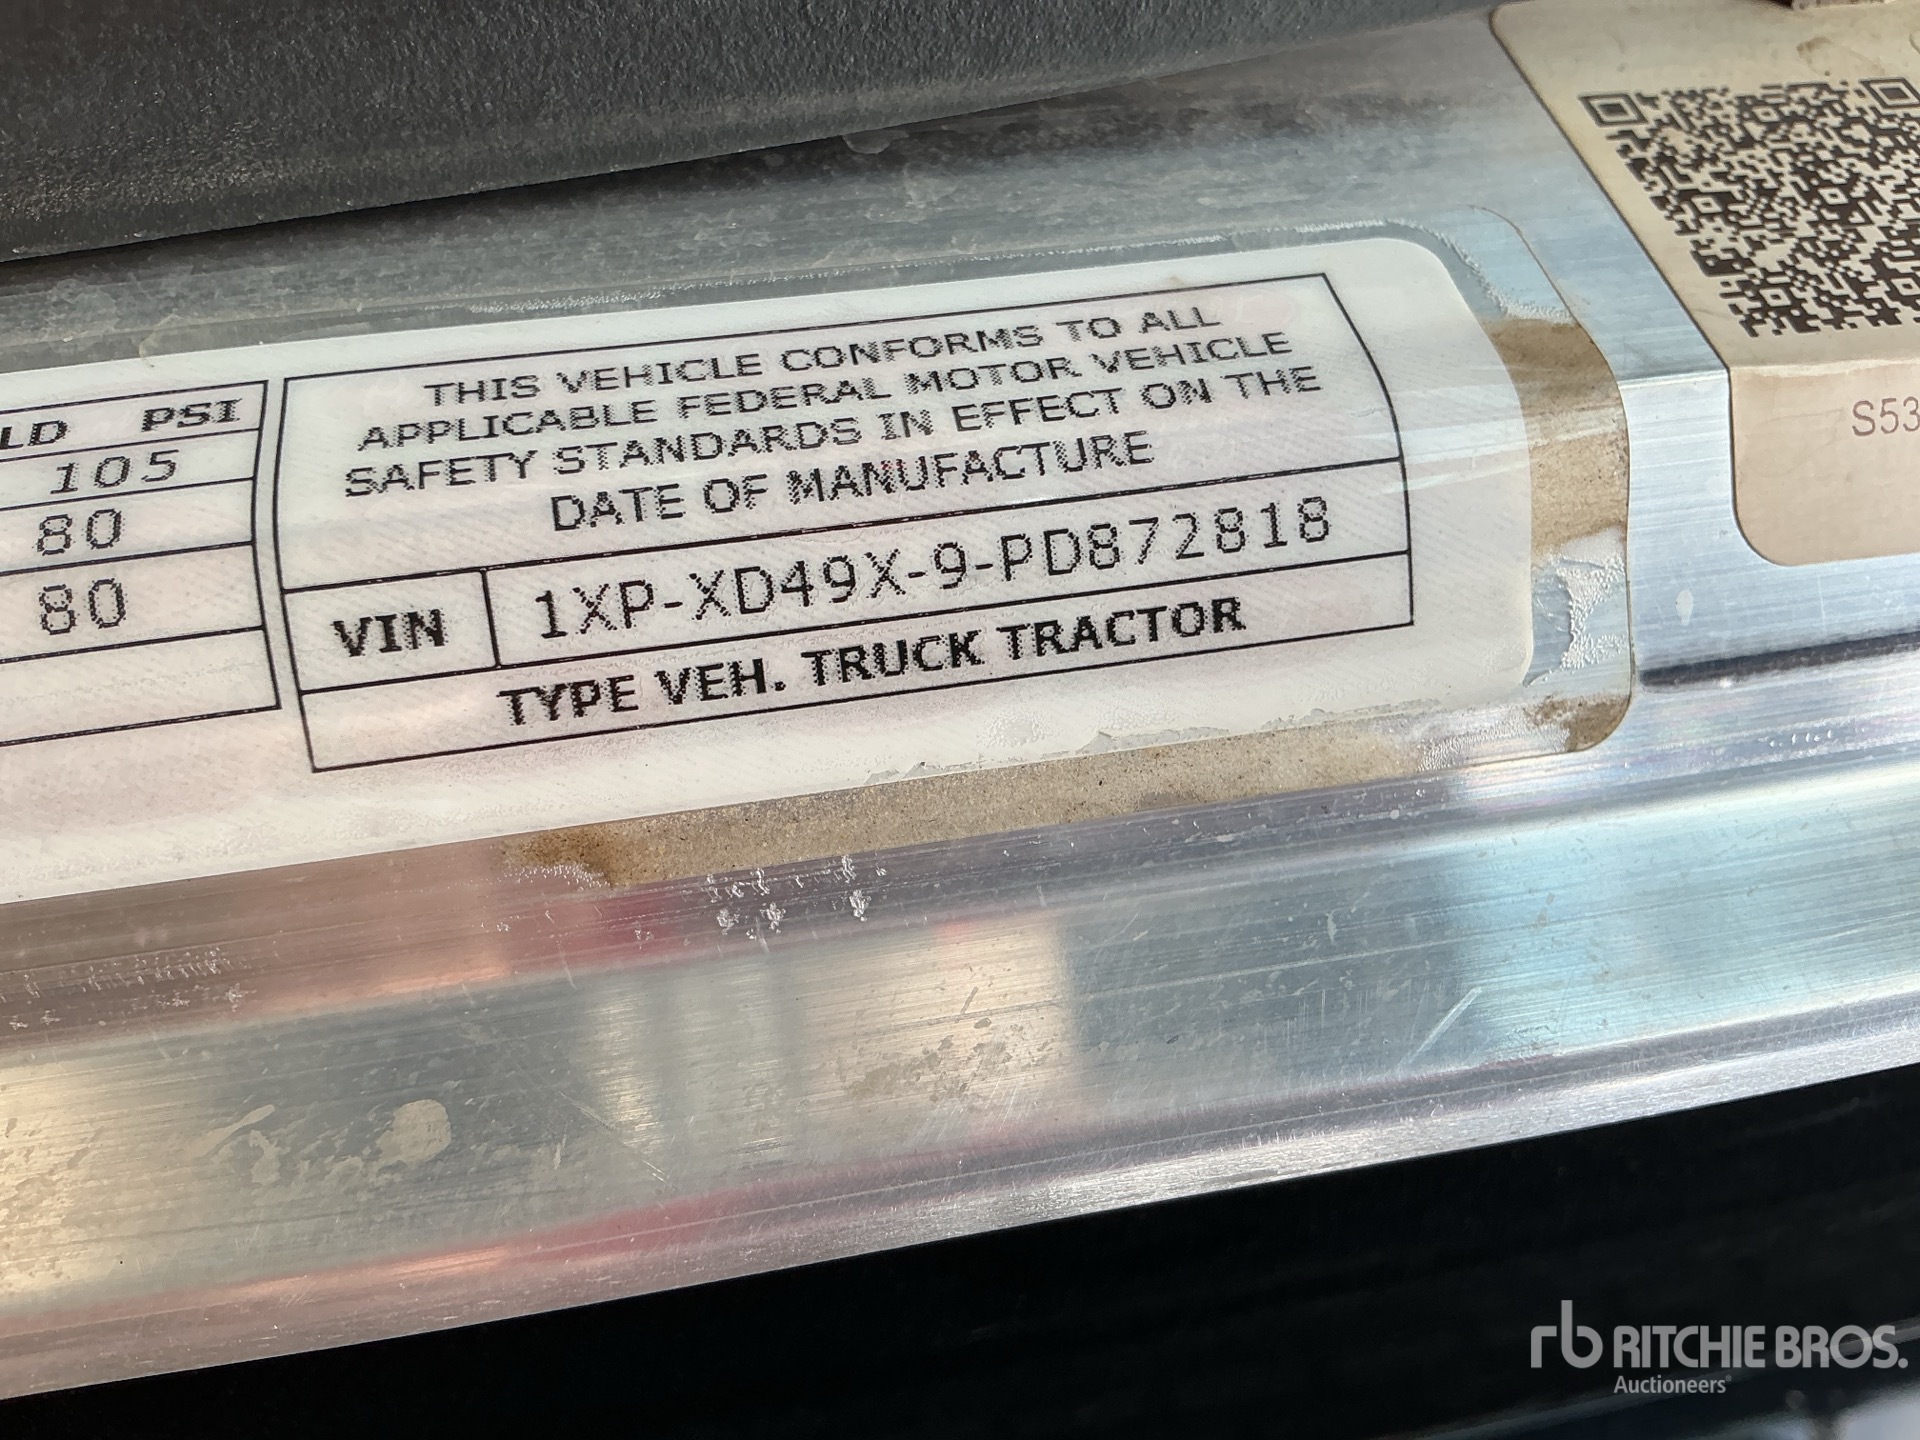 LD PSI
105
80
80
THIS VEHICLE CONFORMS TO ALL
APPLICABLE FEDERAL MOTOR VEHICLE
SAFETY STANDARDS IN EFFECT ON THE
DATE OF MANUFACTURE
VIN 1XP-XD49X-9-PD872818
TYPE VEH. TRUCK TRACTOR
S53
rb RITCHIE BROS.
Auctioneers